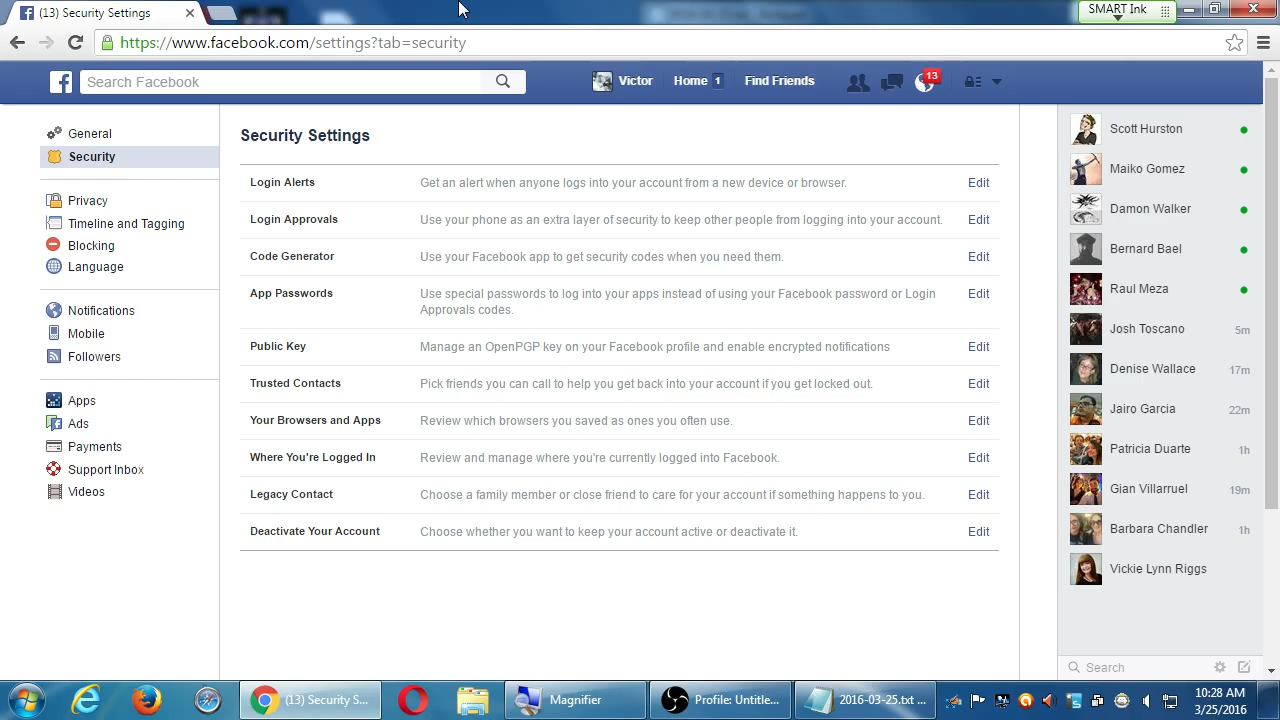 (13) Security Settings
SMART Ink
https://www.facebook.com/settings?tab=security
Search Facebook
Victor
Home 1
Find Friends
13
General
Security
Privacy
Timeline and Tagging
Blocking
Language
Notifications
Mobile
Followers
Apps
Ads
Payments
Support Inbox
Videos
Security Settings
Login Alerts Get an alert when anyone logs into your account from a new device or browser. Edit
Login Approvals Use your phone as an extra layer of security to keep other people from logging into your account. Edit
Code Generator Use your Facebook app to get security codes when you need them. Edit
App Passwords Use special passwords to log into your apps instead of using your Facebook password or Login Edit
Approvals codes.
Public Key Manage an OpenPGP key on your Facebook profile and enable encrypted notifications Edit
Trusted Contacts Pick friends you can call to help you get back into your account if you get locked out. Edit
Your Browsers and Apps Review which browsers you saved as ones you often use. Edit
Where You're Logged In Review and manage where you're currently logged into Facebook. Edit
Legacy Contact Choose a family member or close friend to care for your account if something happens to you. Edit
Deactivate Your Account Choose whether you want to keep your account active or deactivate it. Edit
Scott Hurston
Maiko Gomez
Damon Walker
Bernard Bael
Raul Meza
Josh Toscano 5m
Denise Wallace 17m
Jairo Garcia 22m
Patricia Duarte 1h
Gian Villarruel 19m
Barbara Chandler 1h
Vickie Lynn Riggs
Search
(13) Security S...
Magnifier
Profile: Untitle...
2016-03-25.txt ...
10:28 AM
3/25/2016